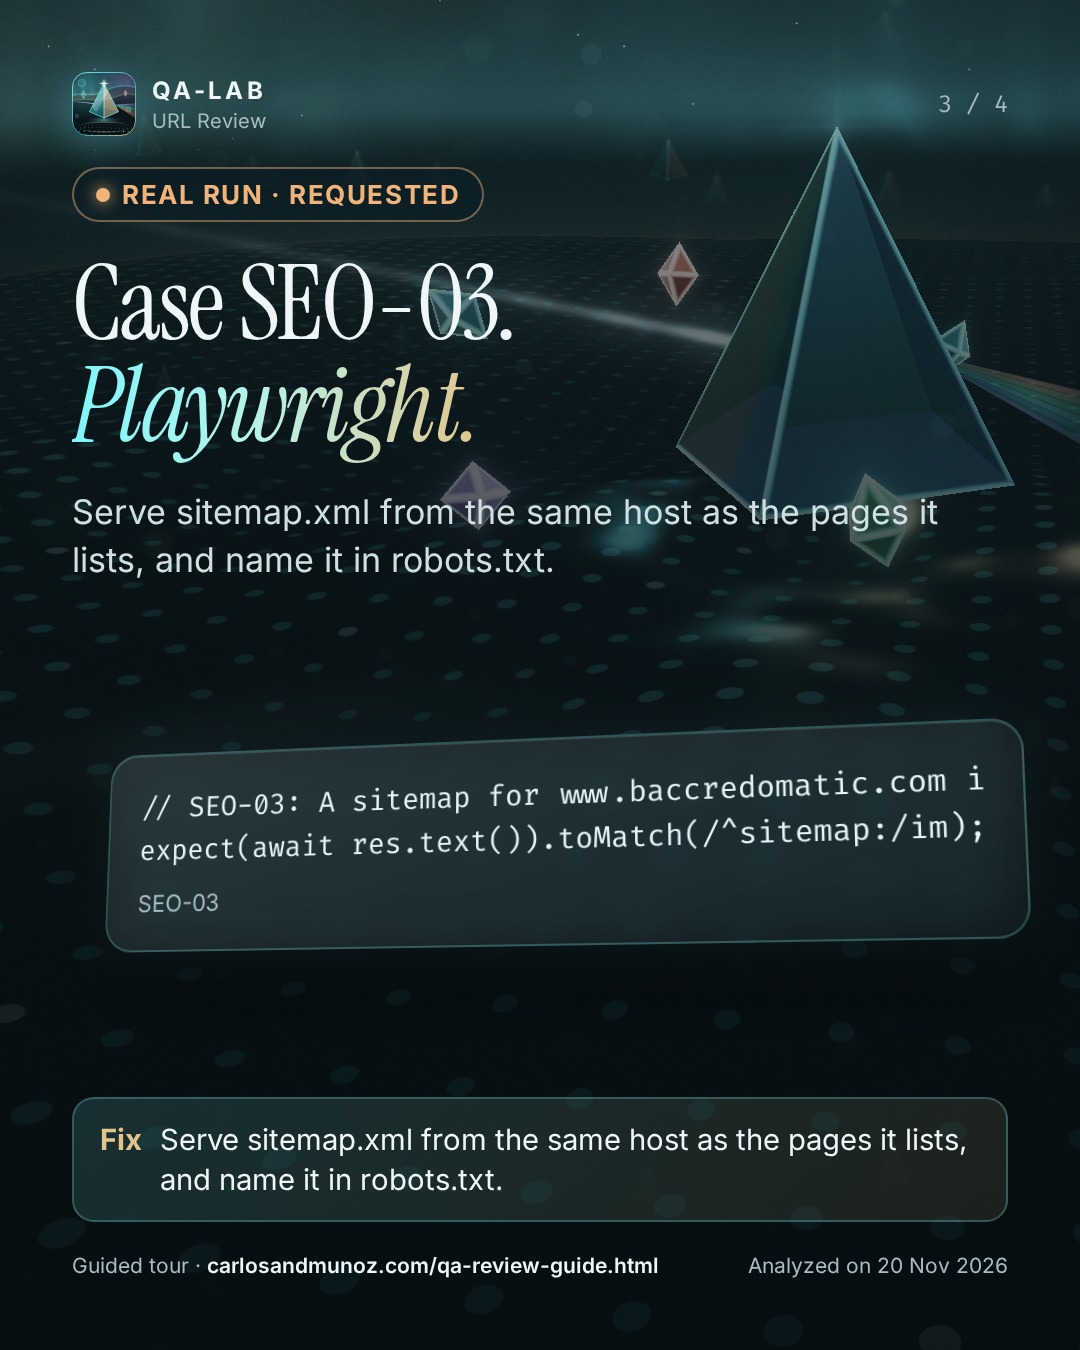 QA-LAB
URL Review
3 / 4
REAL RUN · REQUESTED
Case SEO-03.
Playwright.
Serve sitemap.xml from the same host as the pages it
lists, and name it in robots.txt.
// SEO-03: A sitemap for www.baccredomatic.com i
expect(await res.text()).toMatch(/^sitemap:/im);
SEO-03
Fix Serve sitemap.xml from the same host as the pages it lists,
and name it in robots.txt.
Guided tour · carlosandmunoz.com/qa-review-guide.html
Analyzed on 20 Nov 2026